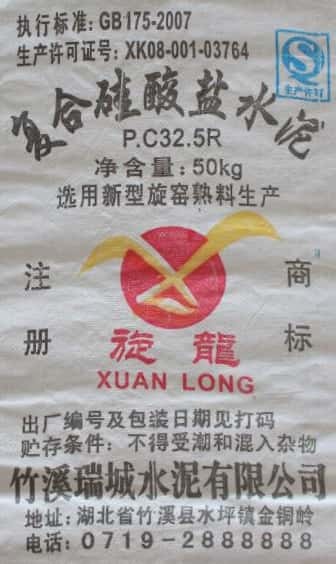 执行标准: GB175-2007
生产许可证号: XK08-001-03764
生产许可
复合硅酸盐水泥
P.C32.5R
净含量: 50kg
选用新型旋窑熟料生产
注册
商标
旋龍
XUAN LONG
出厂编号及包装日期见打码
贮存条件: 不得受潮和混入杂物
竹溪瑞城水泥有限公司
地址: 湖北省竹溪县水坪镇金铜岭
电话: 0719-2888888